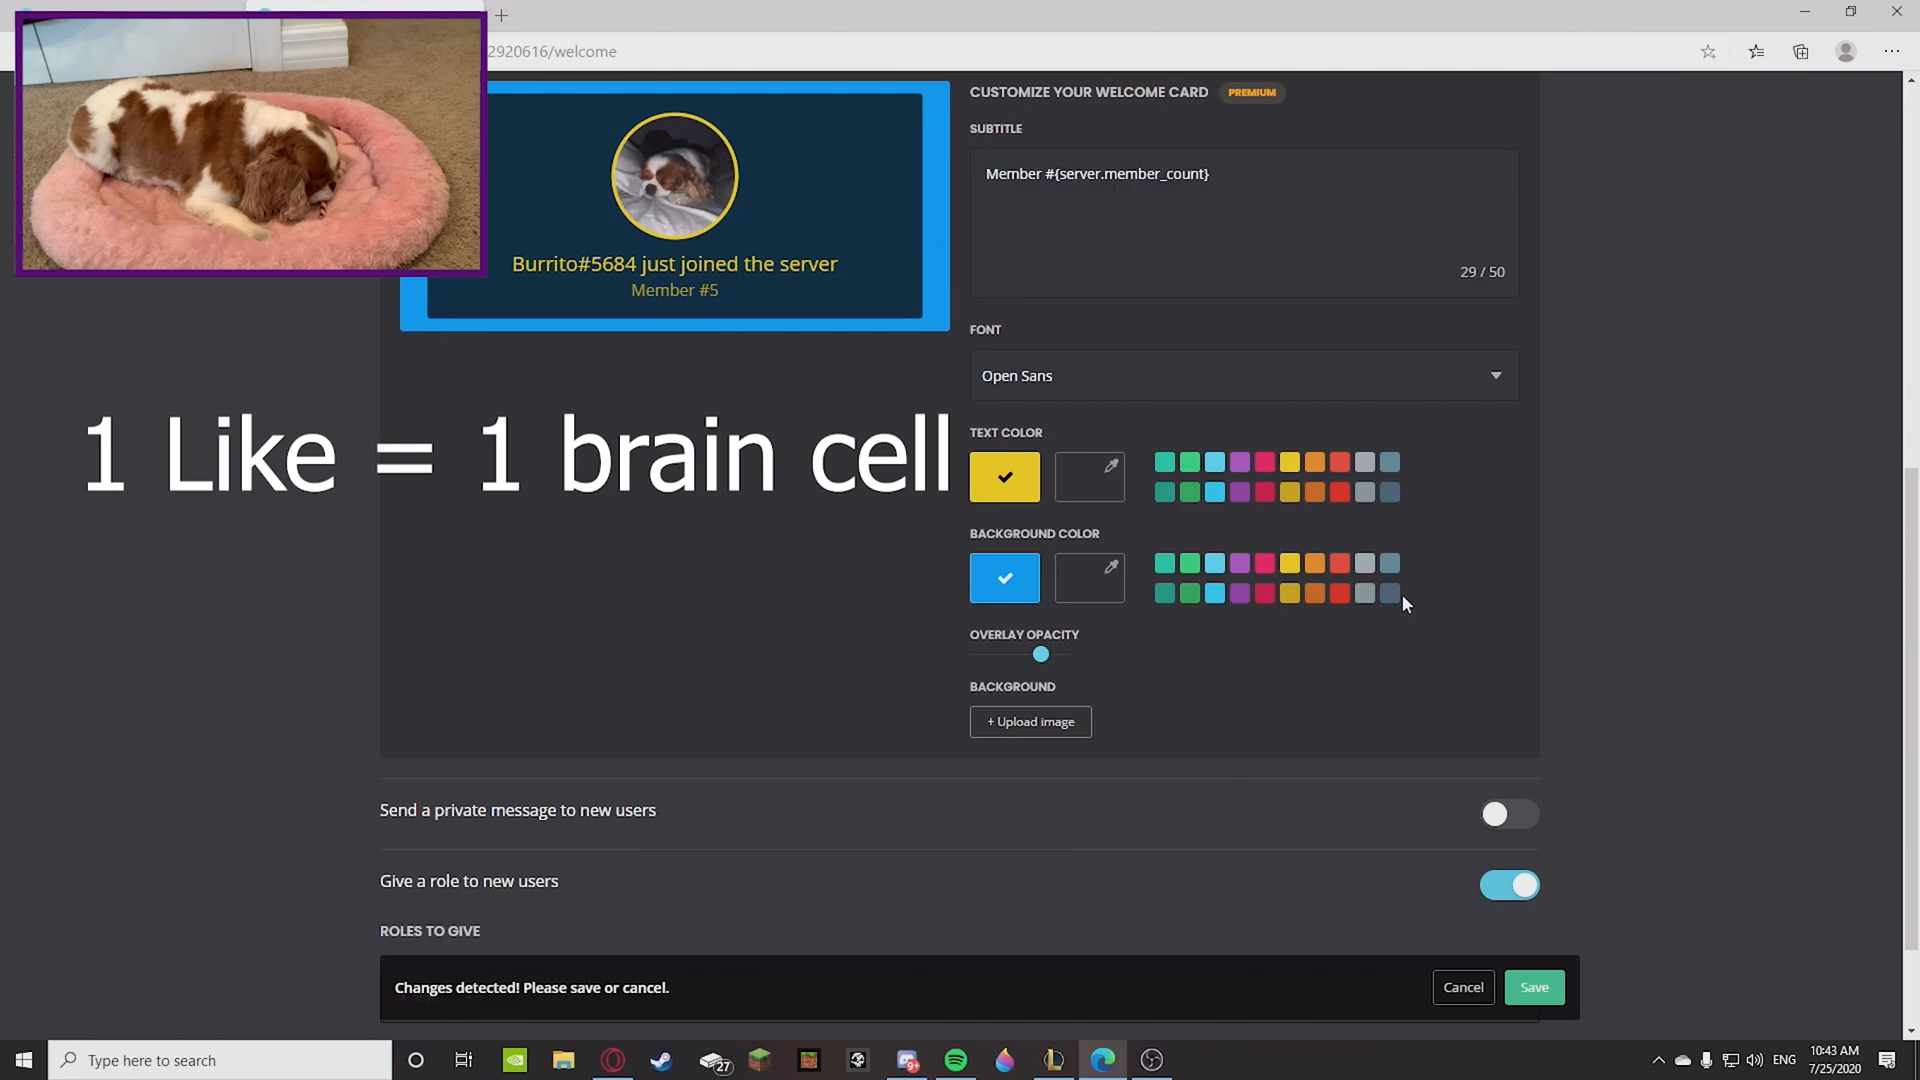 2920616/welcome
CUSTOMIZE YOUR WELCOME CARD PREMIUM
SUBTITLE
Member #{server.member_count}
29 / 50
Burrito#5684 just joined the server
Member #5
FONT
Open Sans
1 Like = 1 brain cell
TEXT COLOR
BACKGROUND COLOR
OVERLAY OPACITY
BACKGROUND
+ Upload image
Send a private message to new users
Give a role to new users
ROLES TO GIVE
Changes detected! Please save or cancel.
Cancel
Save
Type here to search
27
9+
ENG
10:43 AM
7/25/2020